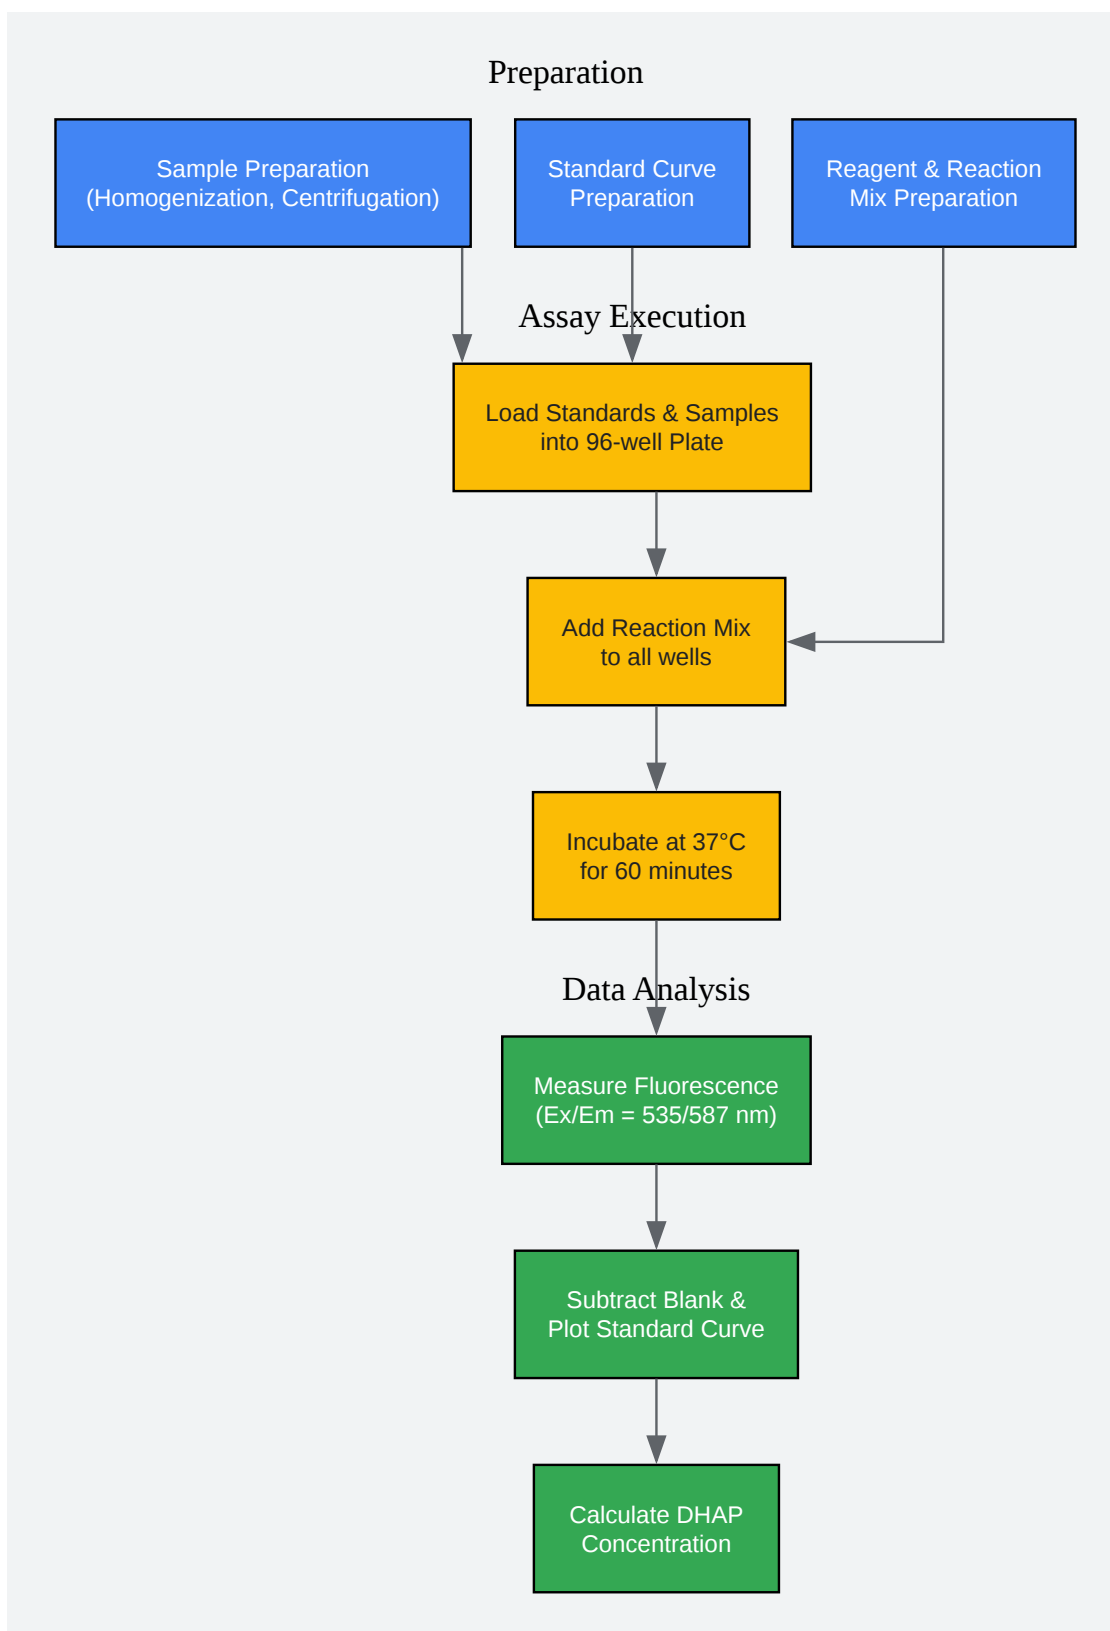 Preparation
Sample Preparation
(Homogenization, Centrifugation)
Standard Curve
Preparation
Reagent & Reaction
Mix Preparation
Assay Execution
Load Standards & Samples
into 96-well Plate
Add Reaction Mix
to all wells
Incubate at 37°C
for 60 minutes
Data Analysis
Measure Fluorescence
(Ex/Em = 535/587 nm)
Subtract Blank &
Plot Standard Curve
Calculate DHAP
Concentration